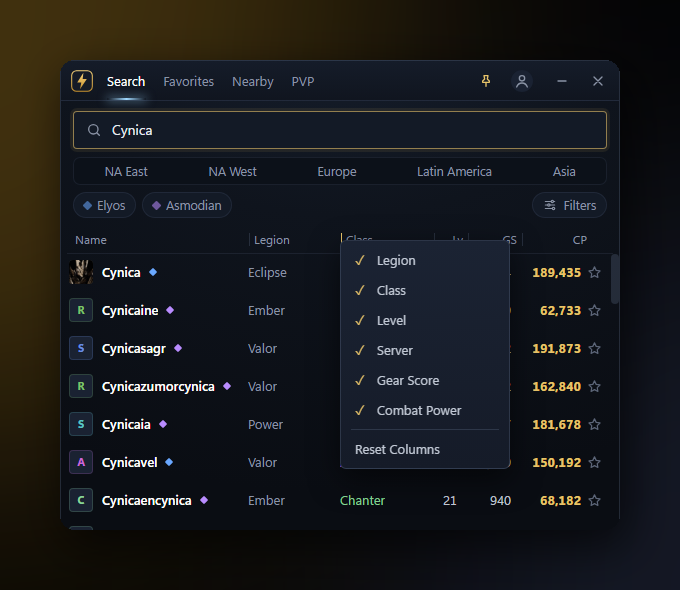 Search Favorites Nearby PVP
Cynica
NA East NA West Europe Latin America Asia
Elyos Asmodian Filters
Name Legion Class Lv GS CP
Cynica Eclipse 189,435
R Cynicaine Ember 62,733
S Cynicasagr Valor 191,873
R Cynicazumorcynica Valor 162,840
S Cynicaia Power 181,678
A Cynicavel Valor 150,192
C Cynicaencynica Ember Chanter 21 940 68,182
✓ Legion
✓ Class
✓ Level
✓ Server
✓ Gear Score
✓ Combat Power
Reset Columns